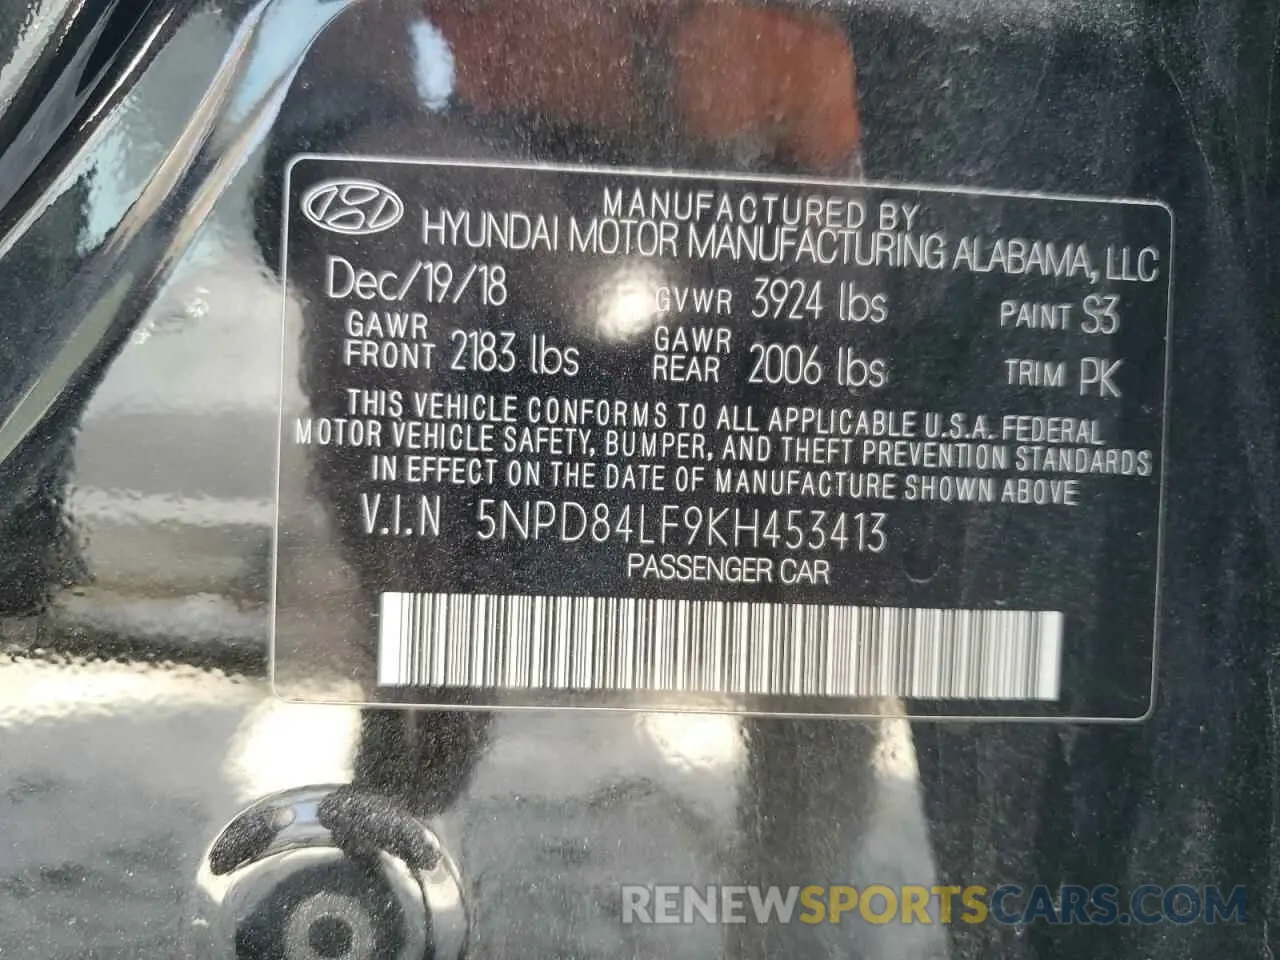 MANUFACTURED BY
HYUNDAI MOTOR MANUFACTURING ALABAMA, LLC
Dec/19/18 GVWR 3924 lbs PAINT S3
GAWR FRONT 2183 lbs GAWR REAR 2006 lbs TRIM PK
THIS VEHICLE CONFORMS TO ALL APPLICABLE U.S.A. FEDERAL
MOTOR VEHICLE SAFETY, BUMPER, AND THEFT PREVENTION STANDARDS
IN EFFECT ON THE DATE OF MANUFACTURE SHOWN ABOVE
V.I.N 5NPD84LF9KH453413
PASSENGER CAR
RENEWSPORTSCARS.COM